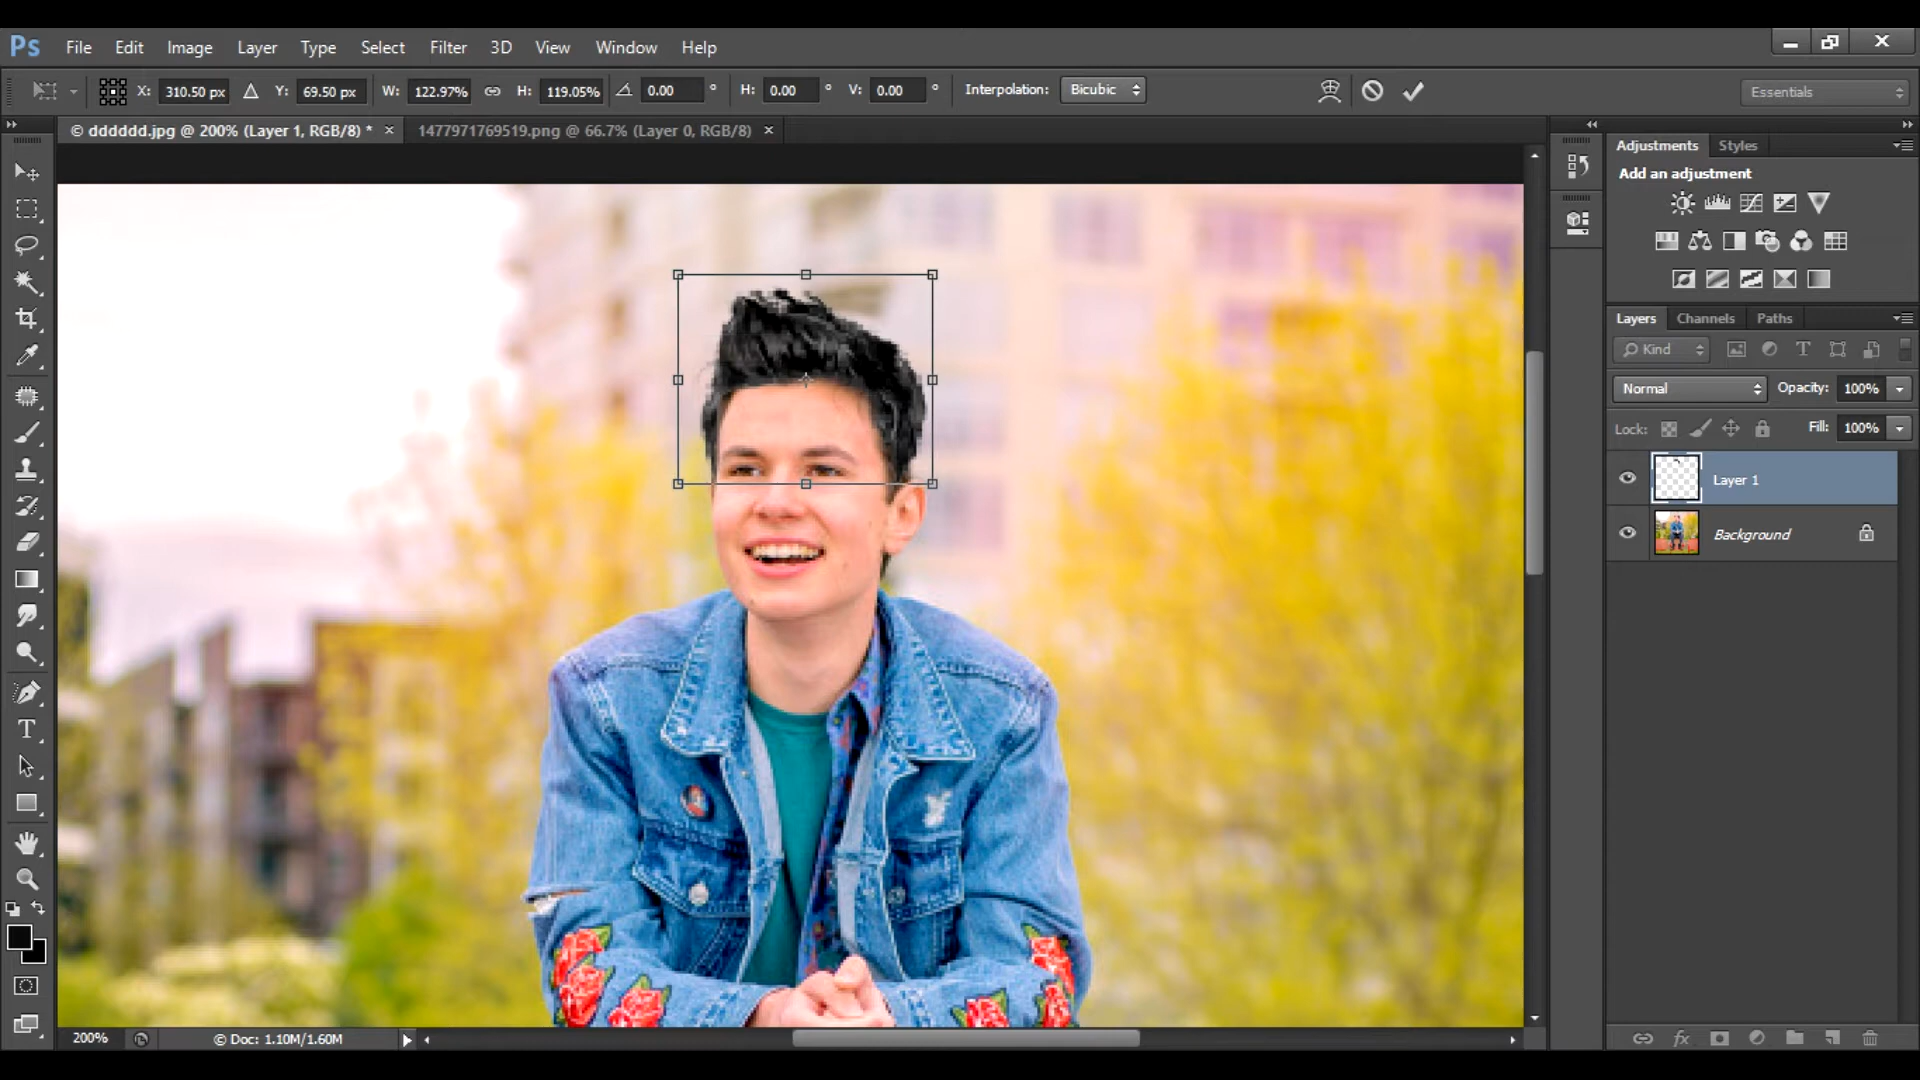 Ps File Edit Image Layer Type Select Filter 3D View Window Help
X: 310.50 px Y: 69.50 px W: 122.97% H: 119.05% 0.00 ° H: 0.00 ° V: 0.00 ° Interpolation: Bicubic Essentials
© dddddd.jpg @ 200% (Layer 1, RGB/8) * × 1477971769519.png @ 66.7% (Layer 0, RGB/8) ×
Adjustments Styles
Add an adjustment
Layers Channels Paths
Kind
Normal Opacity: 100%
Lock: Fill: 100%
Layer 1
Background
200% © Doc: 1.10M/1.60M